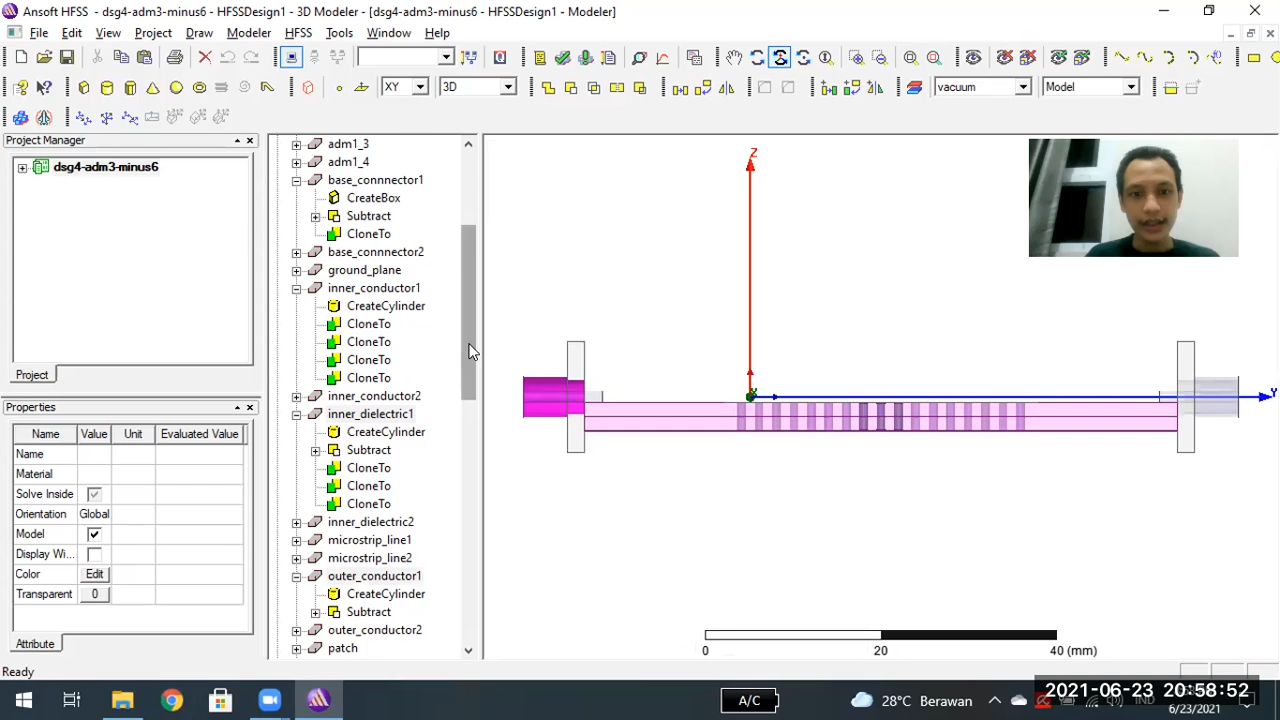 Ansoft HFSS - dsg4-adm3-minus6 - HFSSDesign1 - 3D Modeler - [dsg4-adm3-minus6 - HFSSDesign1 - Modeler]
File Edit View Project Draw Modeler HFSS Tools Window Help
XY 3D vacuum Model
Project Manager
dsg4-adm3-minus6
Project
Properties
Name Value Unit Evaluated Value
Name
Material
Solve Inside
Orientation Global
Model
Display Wi...
Color Edit
Transparent 0
Attribute
adm1_3
adm1_4
base_connnector1
CreateBox
Subtract
CloneTo
base_connnector2
ground_plane
inner_conductor1
CreateCylinder
CloneTo
CloneTo
CloneTo
CloneTo
inner_conductor2
inner_dielectric1
CreateCylinder
Subtract
CloneTo
CloneTo
CloneTo
inner_dielectric2
microstrip_line1
microstrip_line2
outer_conductor1
CreateCylinder
Subtract
outer_conductor2
patch
Z
Y
0 20 40 (mm)
Ready
A/C
28°C Berawan
IND
2021-06-23 20:58:52
6/23/2021